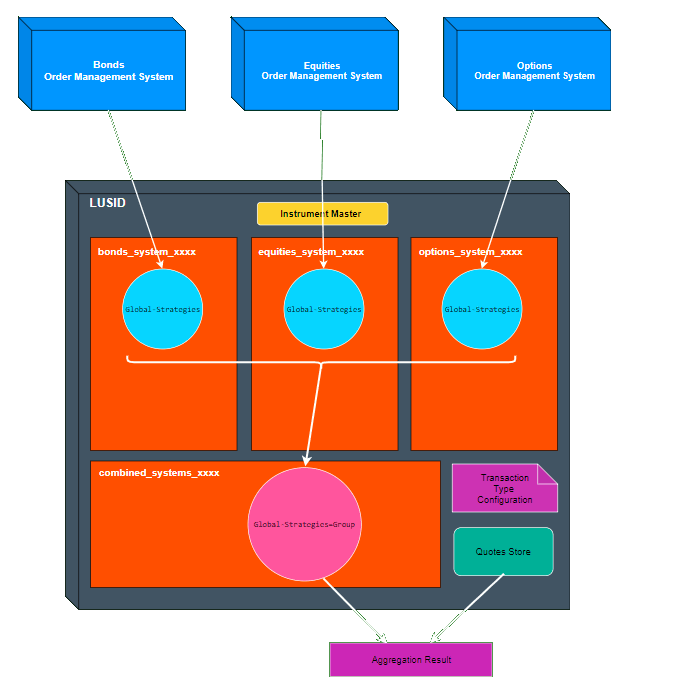 Bonds
Order Management System
Equities
Order Management System
Options
Order Management System
LUSID
Instrument Master
bonds_system_xxxx
equities_system_xxxx
options_system_xxxx
Global-Strategies
Global-Strategies
Global-Strategies
combined_systems_xxxx
Global-Strategies=Group
Transaction
Type
Configuration
Quotes Store
Aggregation Result